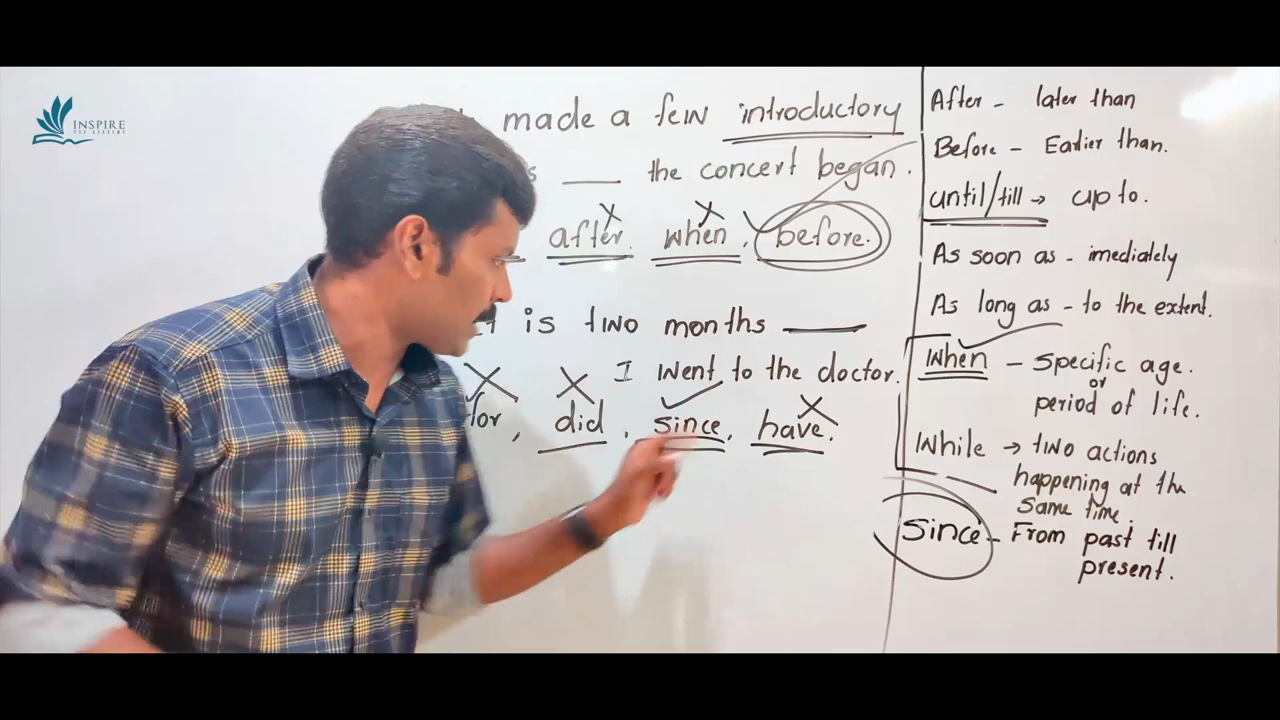 INSPIRE
made a few introductory
the concert began.
after, when, before.
is two months
I went to the doctor.
for, did, since, have.
After - later than
Before - Earlier than.
until/till → up to.
As soon as - imediately
As long as - to the extent.
When - Specific age.
or
period of life.
While → two actions
happening at the
Same time.
Since - From past till
present.